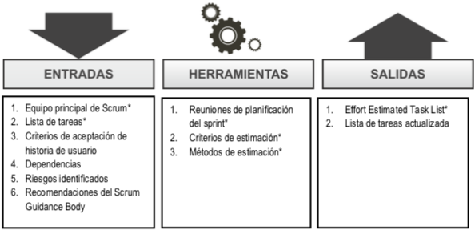 ENTRADAS
1. Equipo principal de Scrum*
2. Lista de tareas*
3. Criterios de aceptación de
historia de usuario
4. Dependencias
5. Riesgos identificados
6. Recomendaciones del Scrum
Guidance Body
HERRAMIENTAS
1. Reuniones de planificación
del sprint*
2. Criterios de estimación*
3. Métodos de estimación*
SALIDAS
1. Effort Estimated Task List*
2. Lista de tareas actualizada